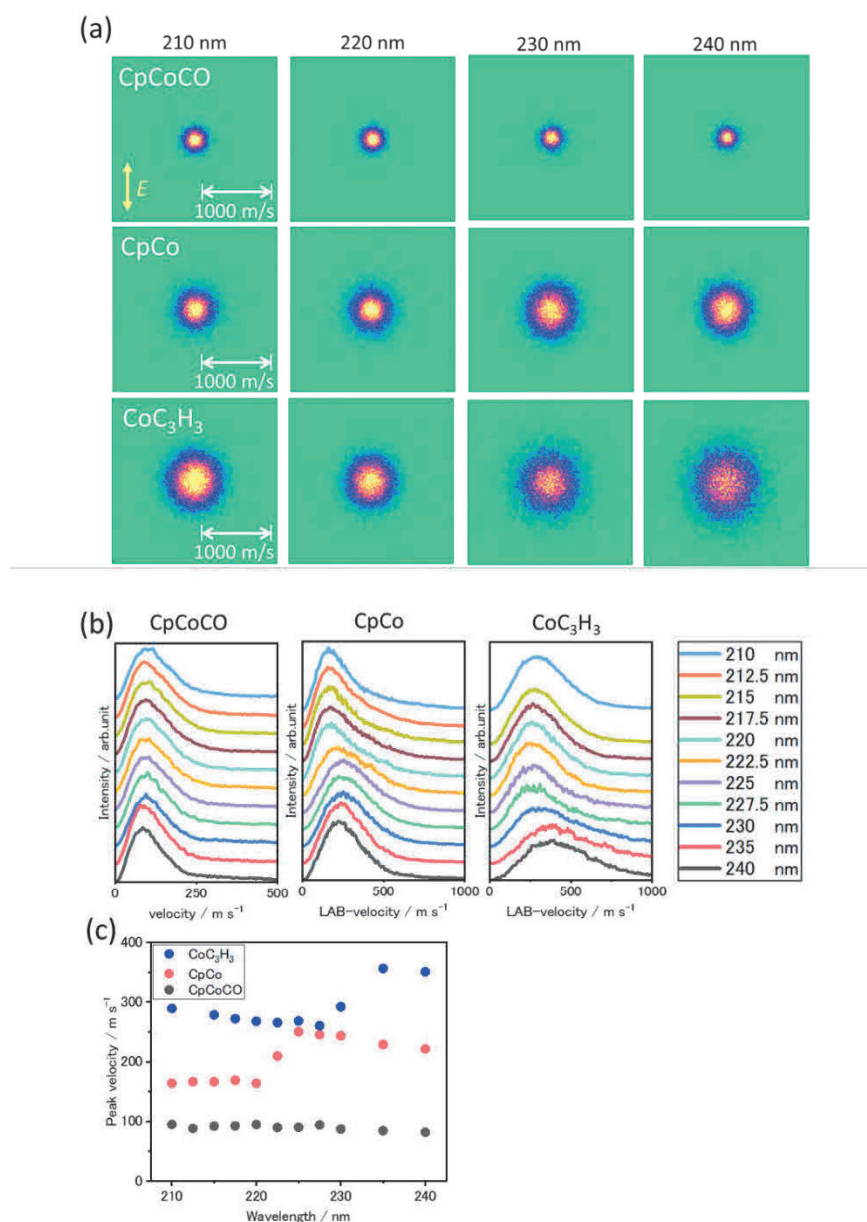 (a)
210 nm 220 nm 230 nm 240 nm
CpCoCO
E
1000 m/s
CpCo
1000 m/s
CoC₃H₃
1000 m/s
(b)
CpCoCO CpCo CoC₃H₃
Intensity / arb.unit
0 250 500
velocity / m s⁻¹
Intensity / arb.unit
0 500 1000
LAB-velocity / m s⁻¹
Intensity / arb.unit
0 500 1000
LAB-velocity / m s⁻¹
210 nm
212.5 nm
215 nm
217.5 nm
220 nm
222.5 nm
225 nm
227.5 nm
230 nm
235 nm
240 nm
(c)
CoC₃H₃
CpCo
CpCoCO
Peak velocity / m s⁻¹
400
300
200
100
0
210 220 230 240
Wavelength / nm